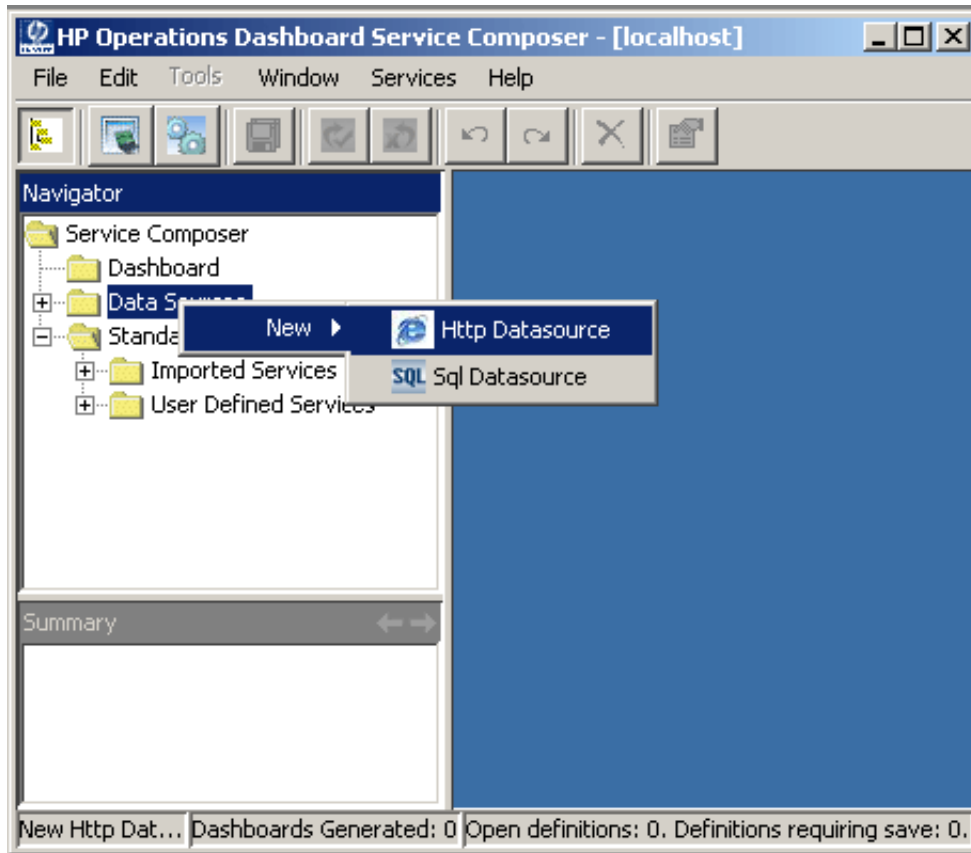 HP Operations Dashboard Service Composer - [localhost]
File Edit Tools Window Services Help
Navigator
Service Composer
Dashboard
Data Sources
New
Http Datasource
Sql Datasource
SQL
Imported Services
User Defined Services
Summary
New Http Dat... Dashboards Generated: 0 Open definitions: 0. Definitions requiring save: 0.